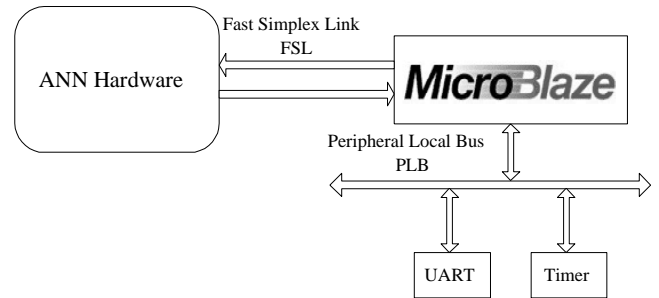 Fast Simplex Link
FSL
ANN Hardware
MicroBlaze
Peripheral Local Bus
PLB
UART
Timer